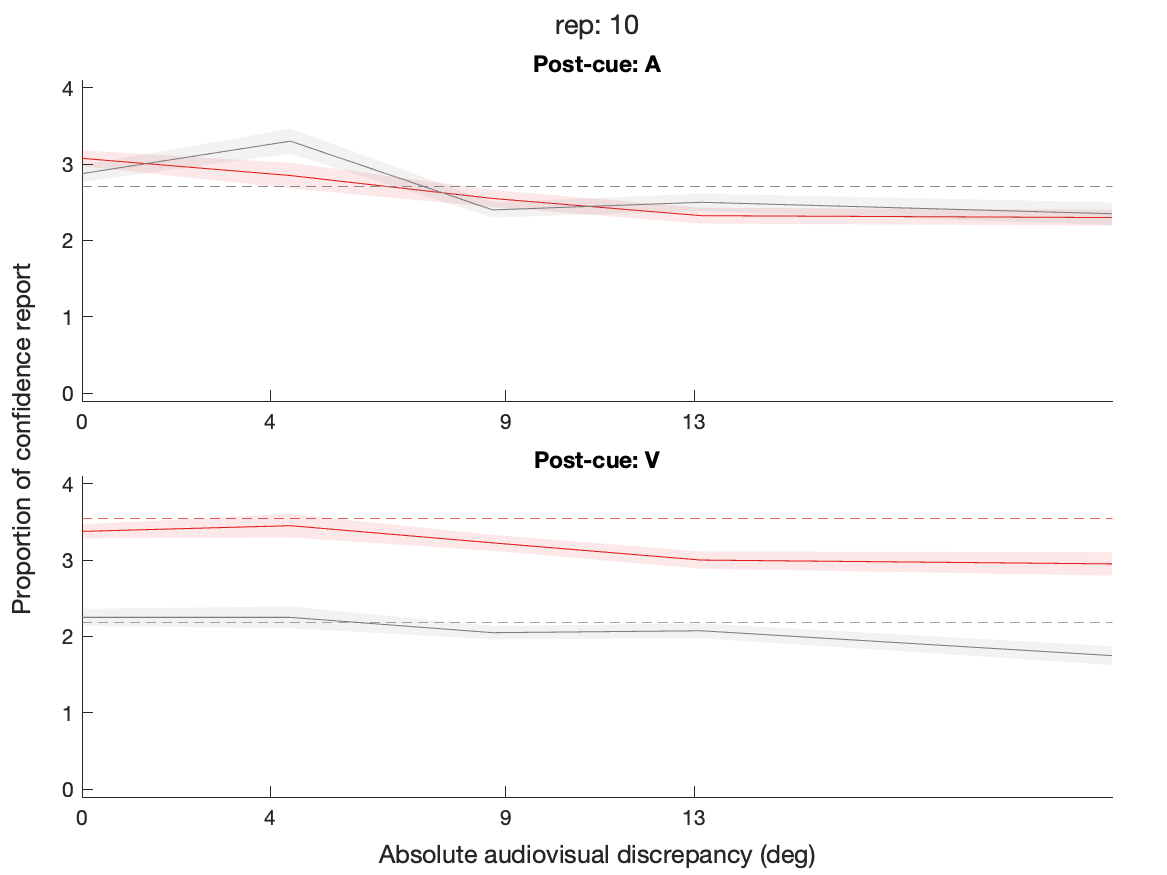 rep: 10
Post-cue: A
4
3
2
1
0
0 4 9 13
Proportion of confidence report
Post-cue: V
4
3
2
1
0
0 4 9 13
Absolute audiovisual discrepancy (deg)